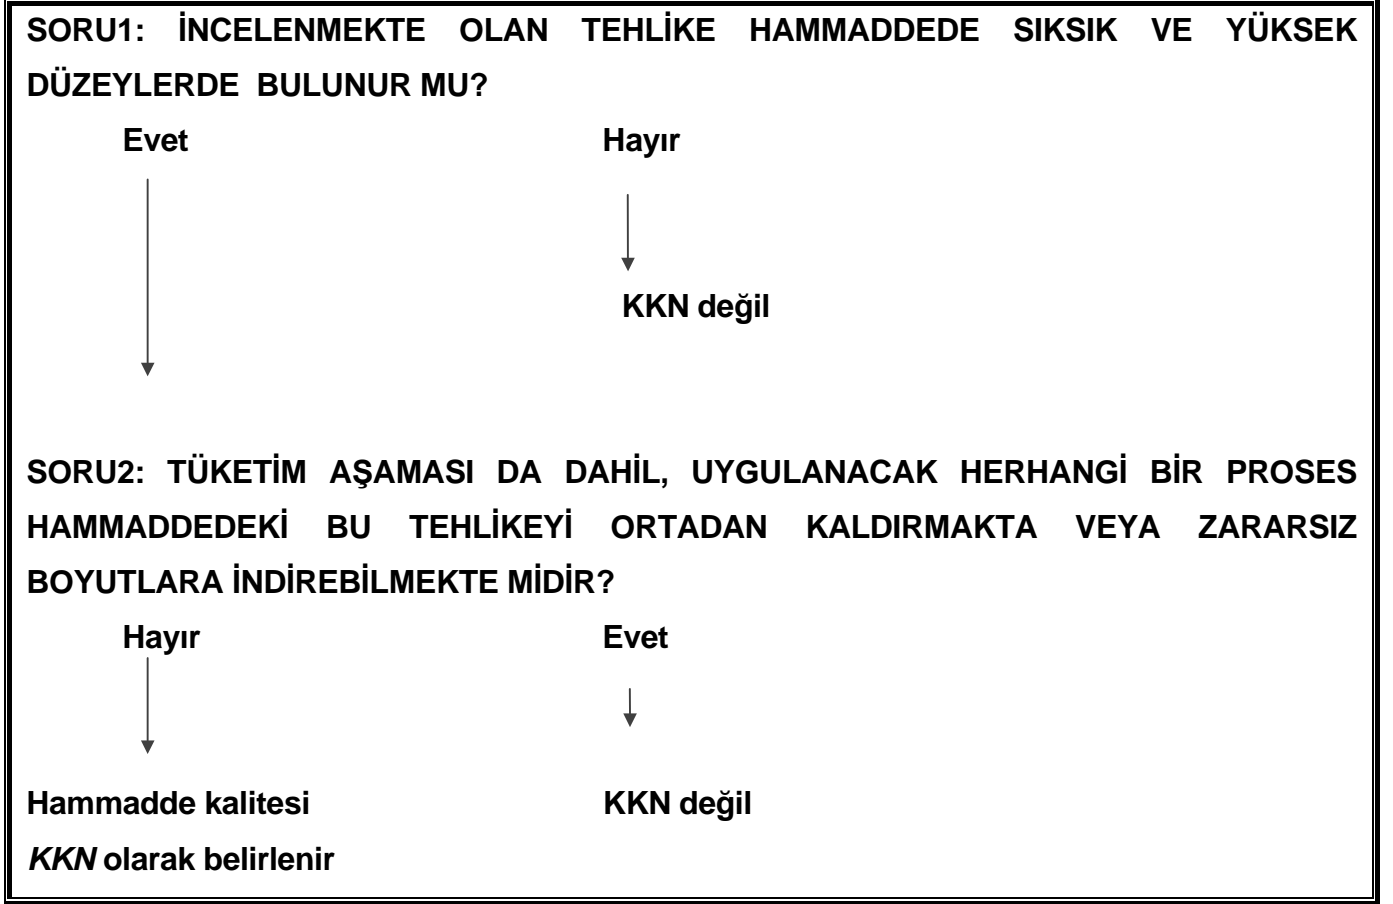 SORU1: İNCELENMEKTE OLAN TEHLİKE HAMMADDEDE SIKSIK VE YÜKSEK
DÜZEYLERDE BULUNUR MU?
Evet Hayır
KKN değil
SORU2: TÜKETİM AŞAMASI DA DAHİL, UYGULANACAK HERHANGİ BİR PROSES
HAMMADDEDEKİ BU TEHLİKEYİ ORTADAN KALDIRMAKTA VEYA ZARARSIZ
BOYUTLARA İNDİREBİLMEKTE MİDİR?
Hayır Evet
Hammadde kalitesi KKN değil
KKN olarak belirlenir